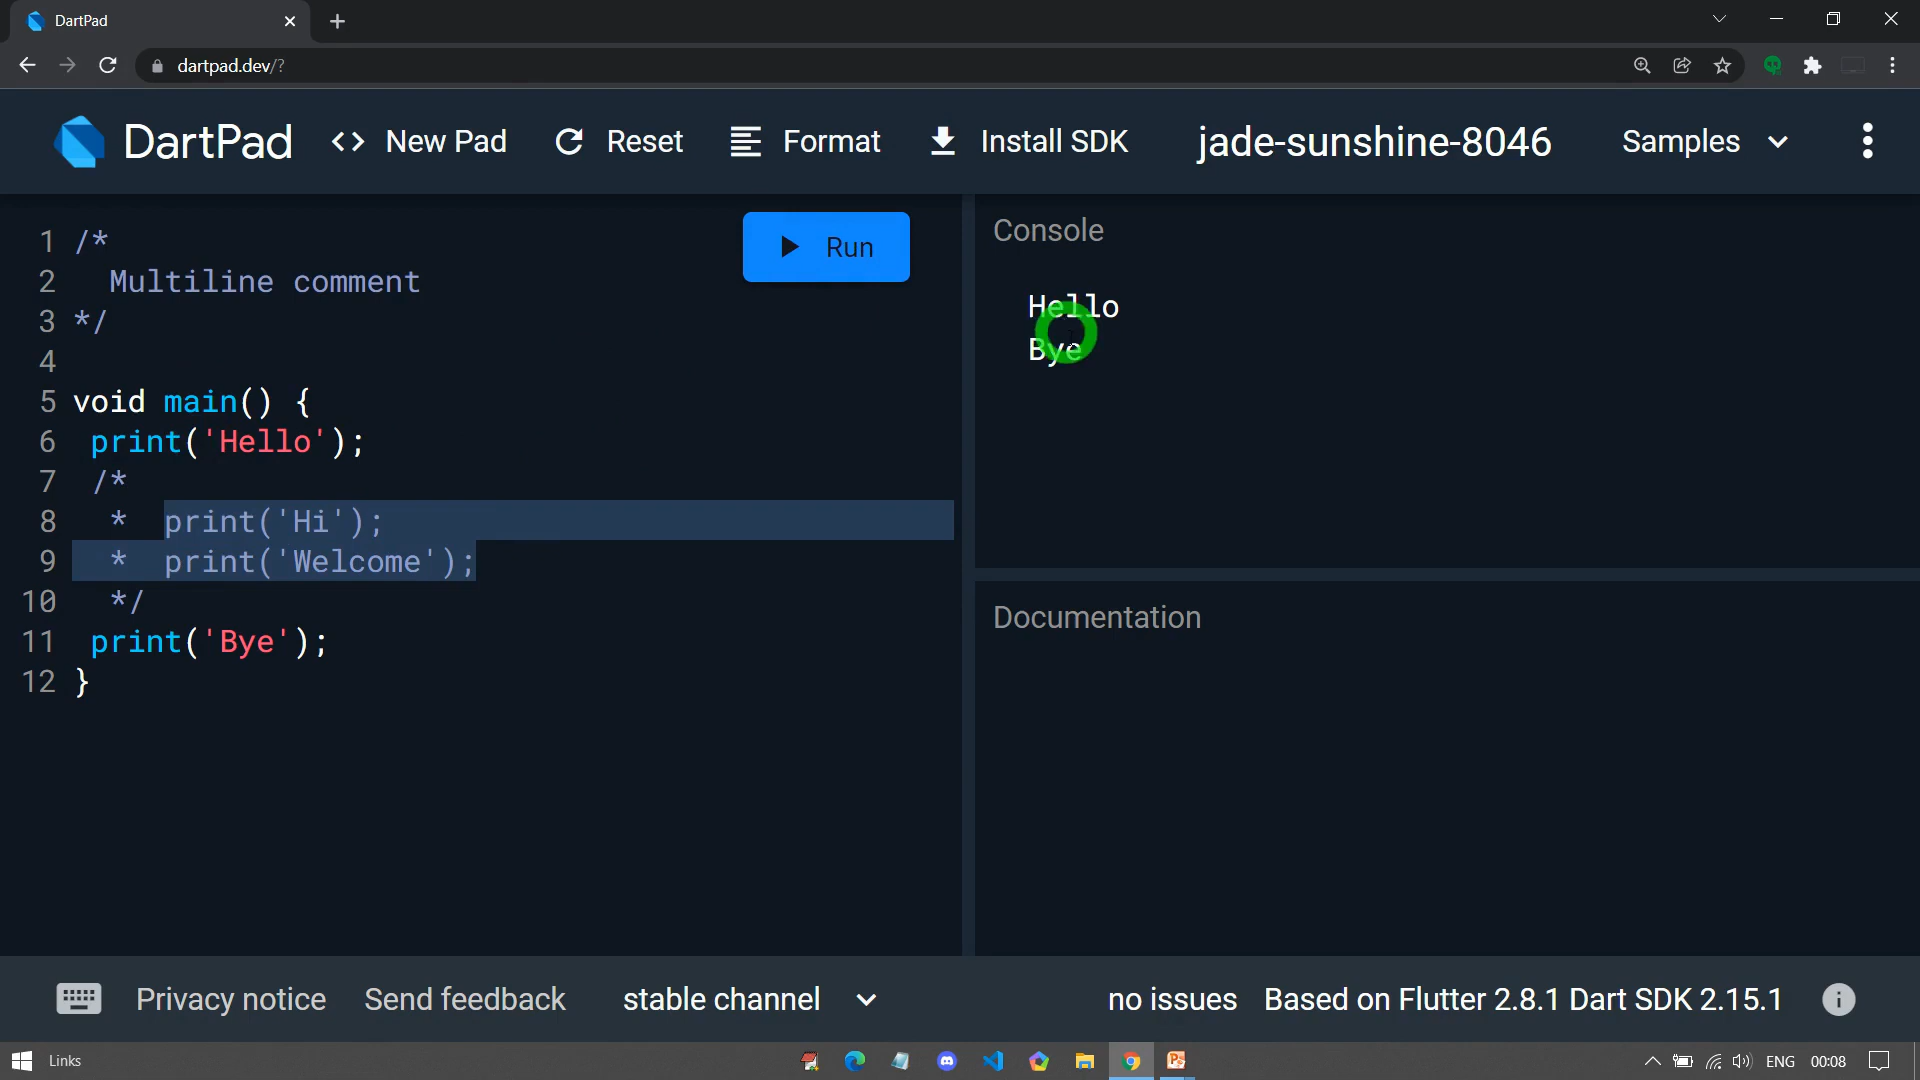 DartPad
dartpad.dev/?
DartPad
<> New Pad
Reset
Format
Install SDK
jade-sunshine-8046
Samples
Run
1 /*
2   Multiline comment
3 */
4
5 void main() {
6  print('Hello');
7  /*
8   *  print('Hi');
9   *  print('Welcome');
10   */
11  print('Bye');
12 }
Console
Hello
Bye
Documentation
Privacy notice
Send feedback
stable channel
no issues
Based on Flutter 2.8.1 Dart SDK 2.15.1
Links
ENG
00:08